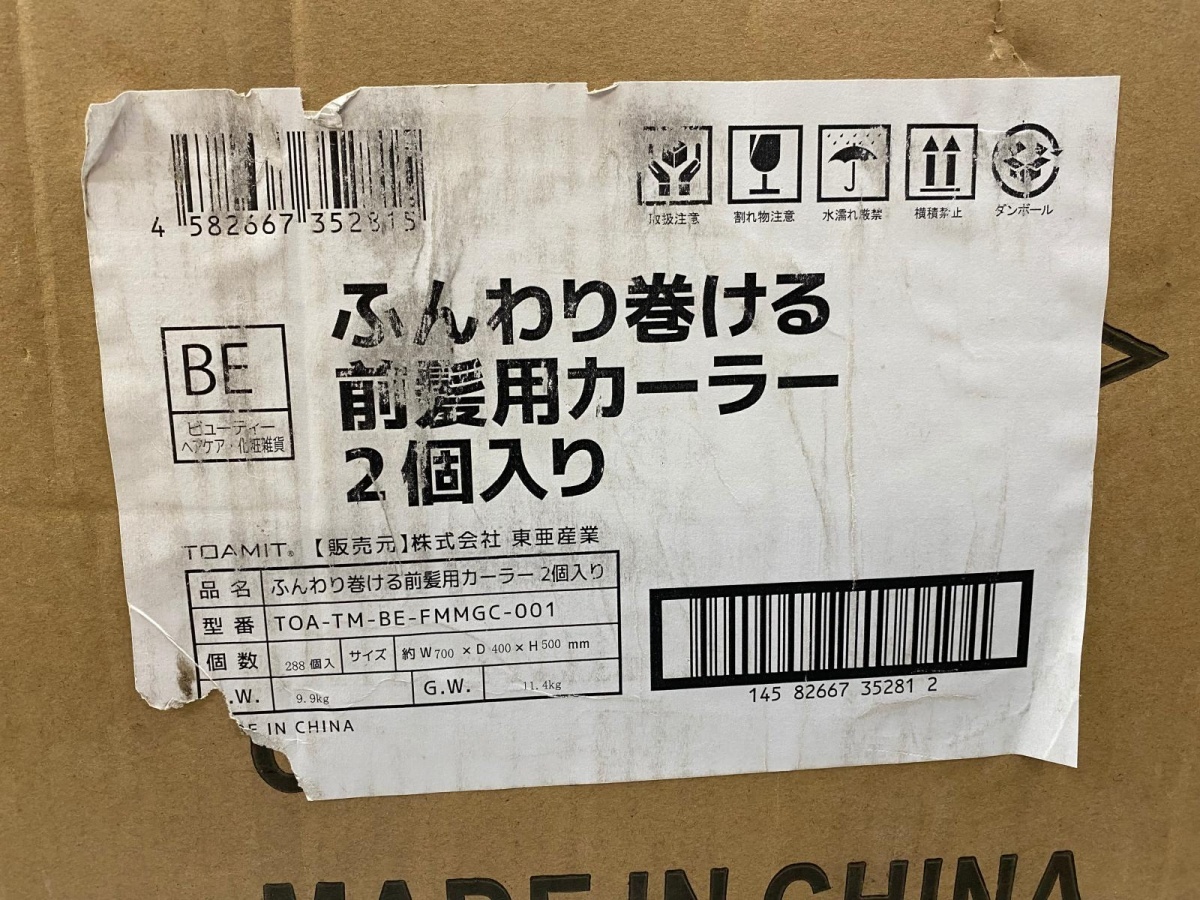 4 582667 352815
取扱注意
割れ物注意
水濡れ厳禁
横積禁止
ダンボール
ふんわり巻ける
前髪用カーラー
2個入り
BE
ビューティー
ヘアケア・化粧雑貨
TOAMIT® 【販売元】株式会社 東亜産業
品名 ふんわり巻ける前髪用カーラー 2個入り
型番 TOA-TM-BE-FMMGC-001
個数 288個入 サイズ 約W700×D 400×H500 mm
.W. 9.9kg G.W. 11.4kg
145 82667 35281 2
IN CHINA
MADE IN CHINA